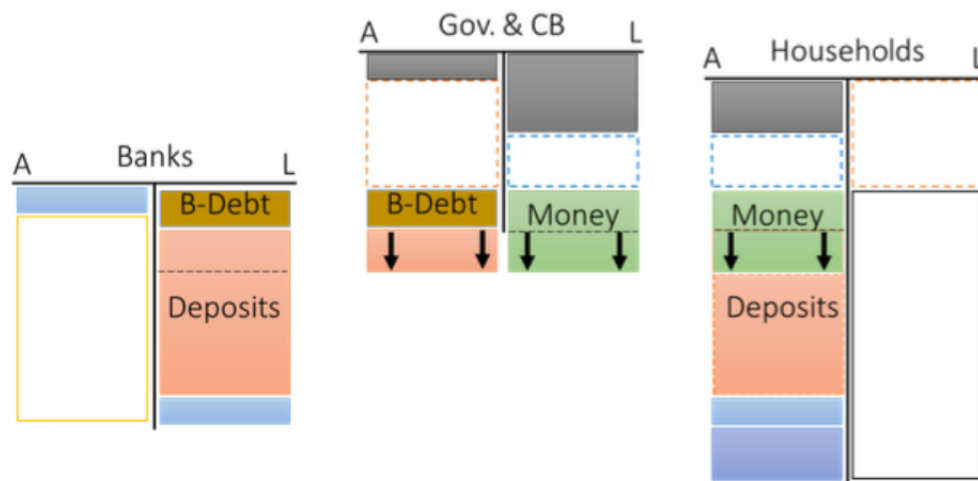 Gov. & CB
A L
Households
A L
Banks
A L
B-Debt
Deposits
B-Debt
Money
Money
Deposits